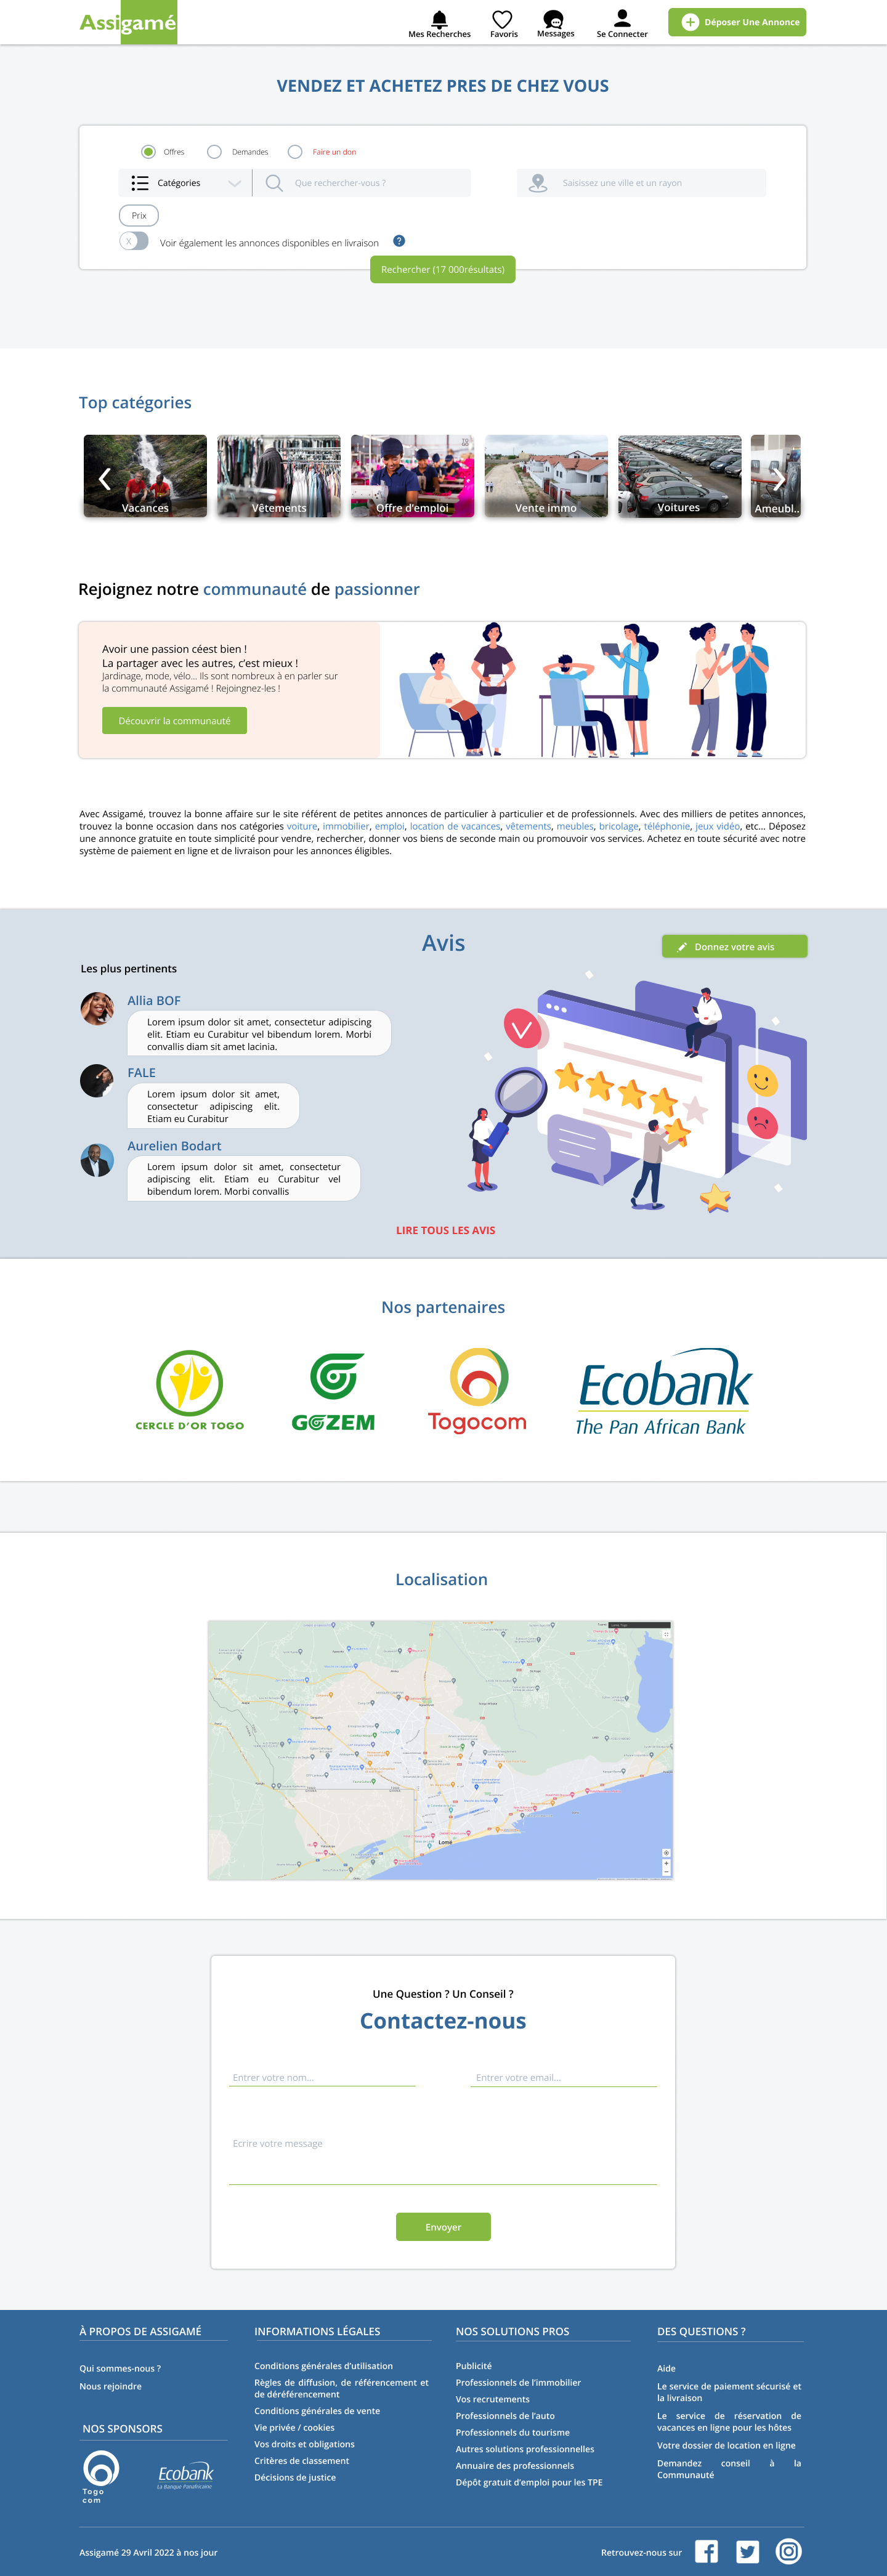 Assigamé
Mes Recherches
Favoris
Messages
Se Connecter
Déposer Une Annonce
VENDEZ ET ACHETEZ PRES DE CHEZ VOUS
Offres
Demandes
Faire un don
Catégories
Que rechercher-vous ?
Saisissez une ville et un rayon
Prix
X
Voir également les annonces disponibles en livraison
?
Rechercher (17 000résultats)
Top catégories
Vacances
Vêtements
Offre d'emploi
Vente immo
Voitures
Ameubl..
Rejoignez notre communauté de passionner
Avoir une passion céest bien !
La partager avec les autres, c'est mieux !
Jardinage, mode, vélo... Ils sont nombreux à en parler sur
la communauté Assigamé ! Rejoingnez-les !
Découvrir la communauté
Avec Assigamé, trouvez la bonne affaire sur le site référent de petites annonces de particulier à particulier et de professionnels. Avec des milliers de petites annonces,
trouvez la bonne occasion dans nos catégories voiture, immobilier, emploi, location de vacances, vêtements, meubles, bricolage, téléphonie, jeux vidéo, etc... Déposez
une annonce gratuite en toute simplicité pour vendre, rechercher, donner vos biens de seconde main ou promouvoir vos services. Achetez en toute sécurité avec notre
système de paiement en ligne et de livraison pour les annonces éligibles.
Avis
Donnez votre avis
Les plus pertinents
Allia BOF
Lorem ipsum dolor sit amet, consectetur adipiscing
elit. Etiam eu Curabitur vel bibendum lorem. Morbi
convallis diam sit amet lacinia.
FALE
Lorem ipsum dolor sit amet,
consectetur adipiscing elit.
Etiam eu Curabitur
Aurelien Bodart
Lorem ipsum dolor sit amet, consectetur
adipiscing elit. Etiam eu Curabitur vel
bibendum lorem. Morbi convallis
LIRE TOUS LES AVIS
Nos partenaires
CERCLE D'OR TOGO
GOZEM
Togocom
Ecobank
The Pan African Bank
Localisation
Lomé
Une Question ? Un Conseil ?
Contactez-nous
Entrer votre nom...
Entrer votre email...
Ecrire votre message
Envoyer
À PROPOS DE ASSIGAMÉ
Qui sommes-nous ?
Nous rejoindre
NOS SPONSORS
Togo
com
Ecobank
La Banque Panafricaine
INFORMATIONS LÉGALES
Conditions générales d'utilisation
Règles de diffusion, de référencement et
de déréférencement
Conditions générales de vente
Vie privée / cookies
Vos droits et obligations
Critères de classement
Décisions de justice
NOS SOLUTIONS PROS
Publicité
Professionnels de l'immobilier
Vos recrutements
Professionnels de l'auto
Professionnels du tourisme
Autres solutions professionnelles
Annuaire des professionnels
Dépôt gratuit d'emploi pour les TPE
DES QUESTIONS ?
Aide
Le service de paiement sécurisé et
la livraison
Le service de réservation de
vacances en ligne pour les hôtes
Votre dossier de location en ligne
Demandez conseil à la
Communauté
Assigamé 29 Avril 2022 à nos jour
Retrouvez-nous sur